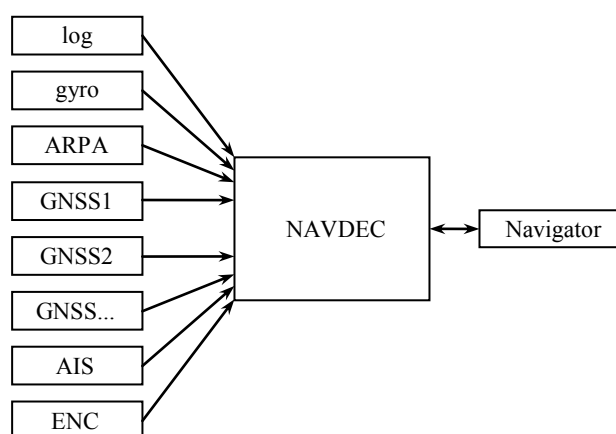 log
gyro
ARPA
GNSS1
GNSS2
GNSS...
AIS
ENC
NAVDEC
Navigator